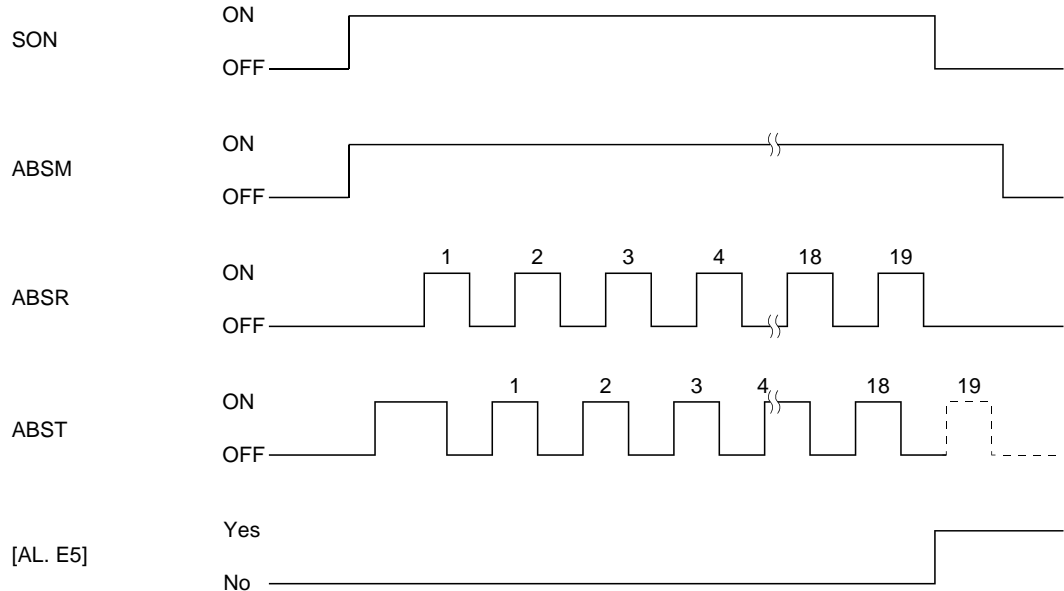 SON
ON
OFF
ABSM
ON
OFF
ABSR
ON
OFF
1 2 3 4 18 19
ABST
ON
OFF
1 2 3 4 18 19
[AL. E5]
Yes
No